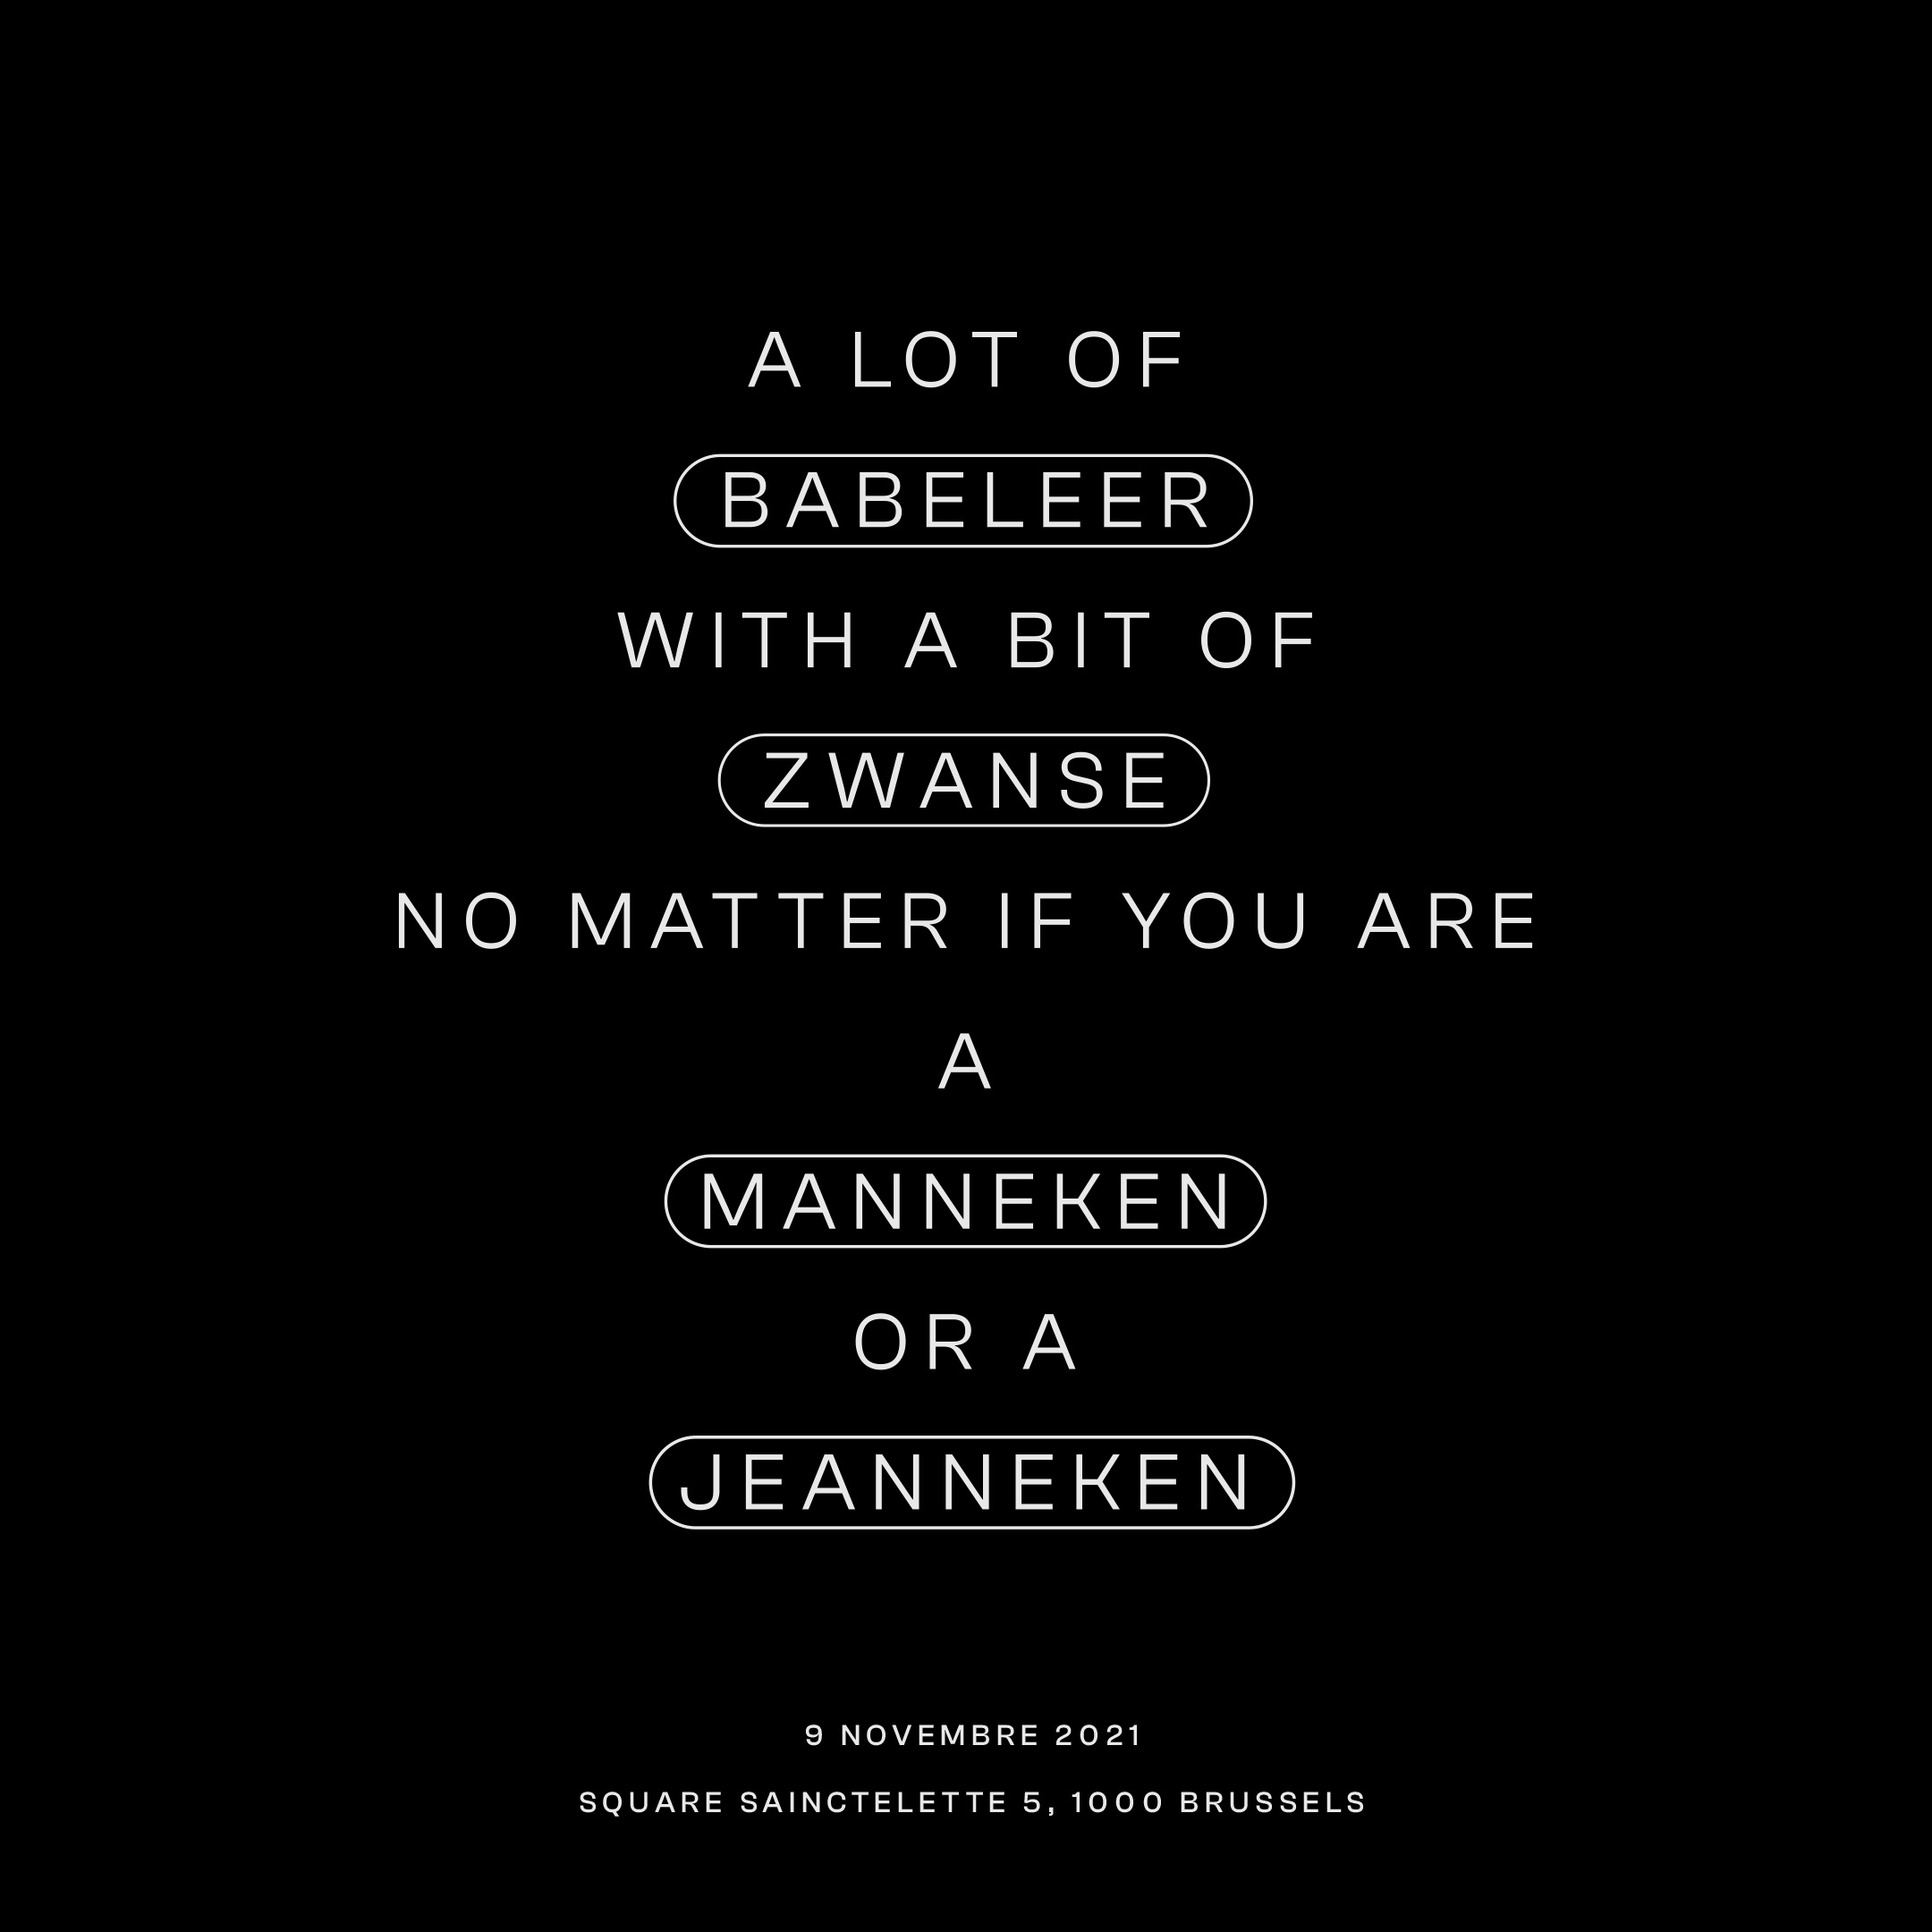 A LOT OF
BABELEER
WITH A BIT OF
ZWANSE
NO MATTER IF YOU ARE
A
MANNEKEN
OR A
JEANNEKEN
9 NOVEMBRE 2021
SQUARE SAINCTELETTE 5, 1000 BRUSSELS